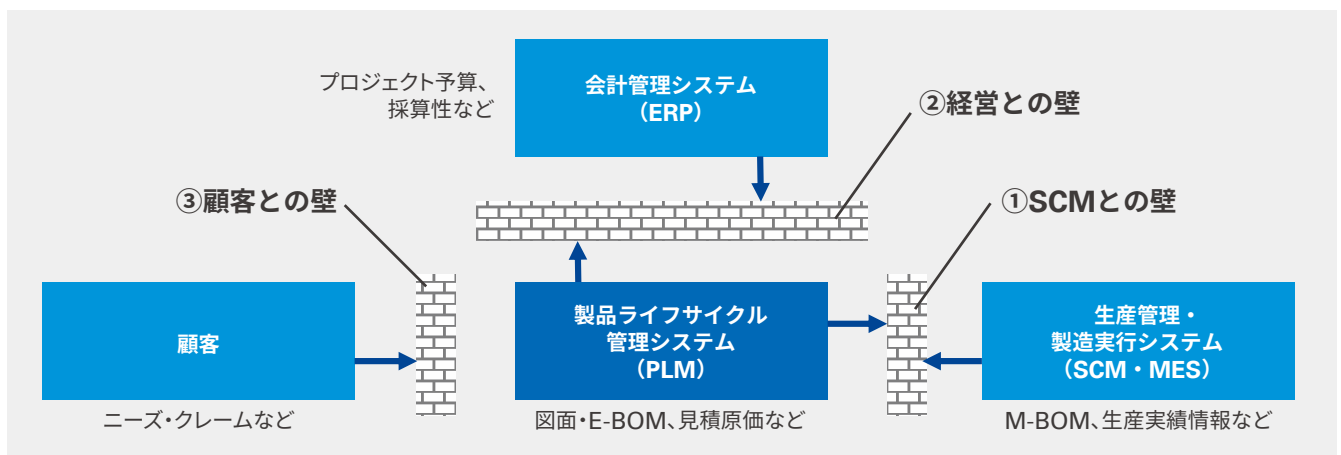 プロジェクト予算、
採算性など
会計管理システム
（ERP）
②経営との壁
③顧客との壁
①SCMとの壁
顧客
製品ライフサイクル
管理システム
（PLM）
生産管理・
製造実行システム
（SCM・MES）
ニーズ・クレームなど
図面・E-BOM、見積原価など
M-BOM、生産実績情報など